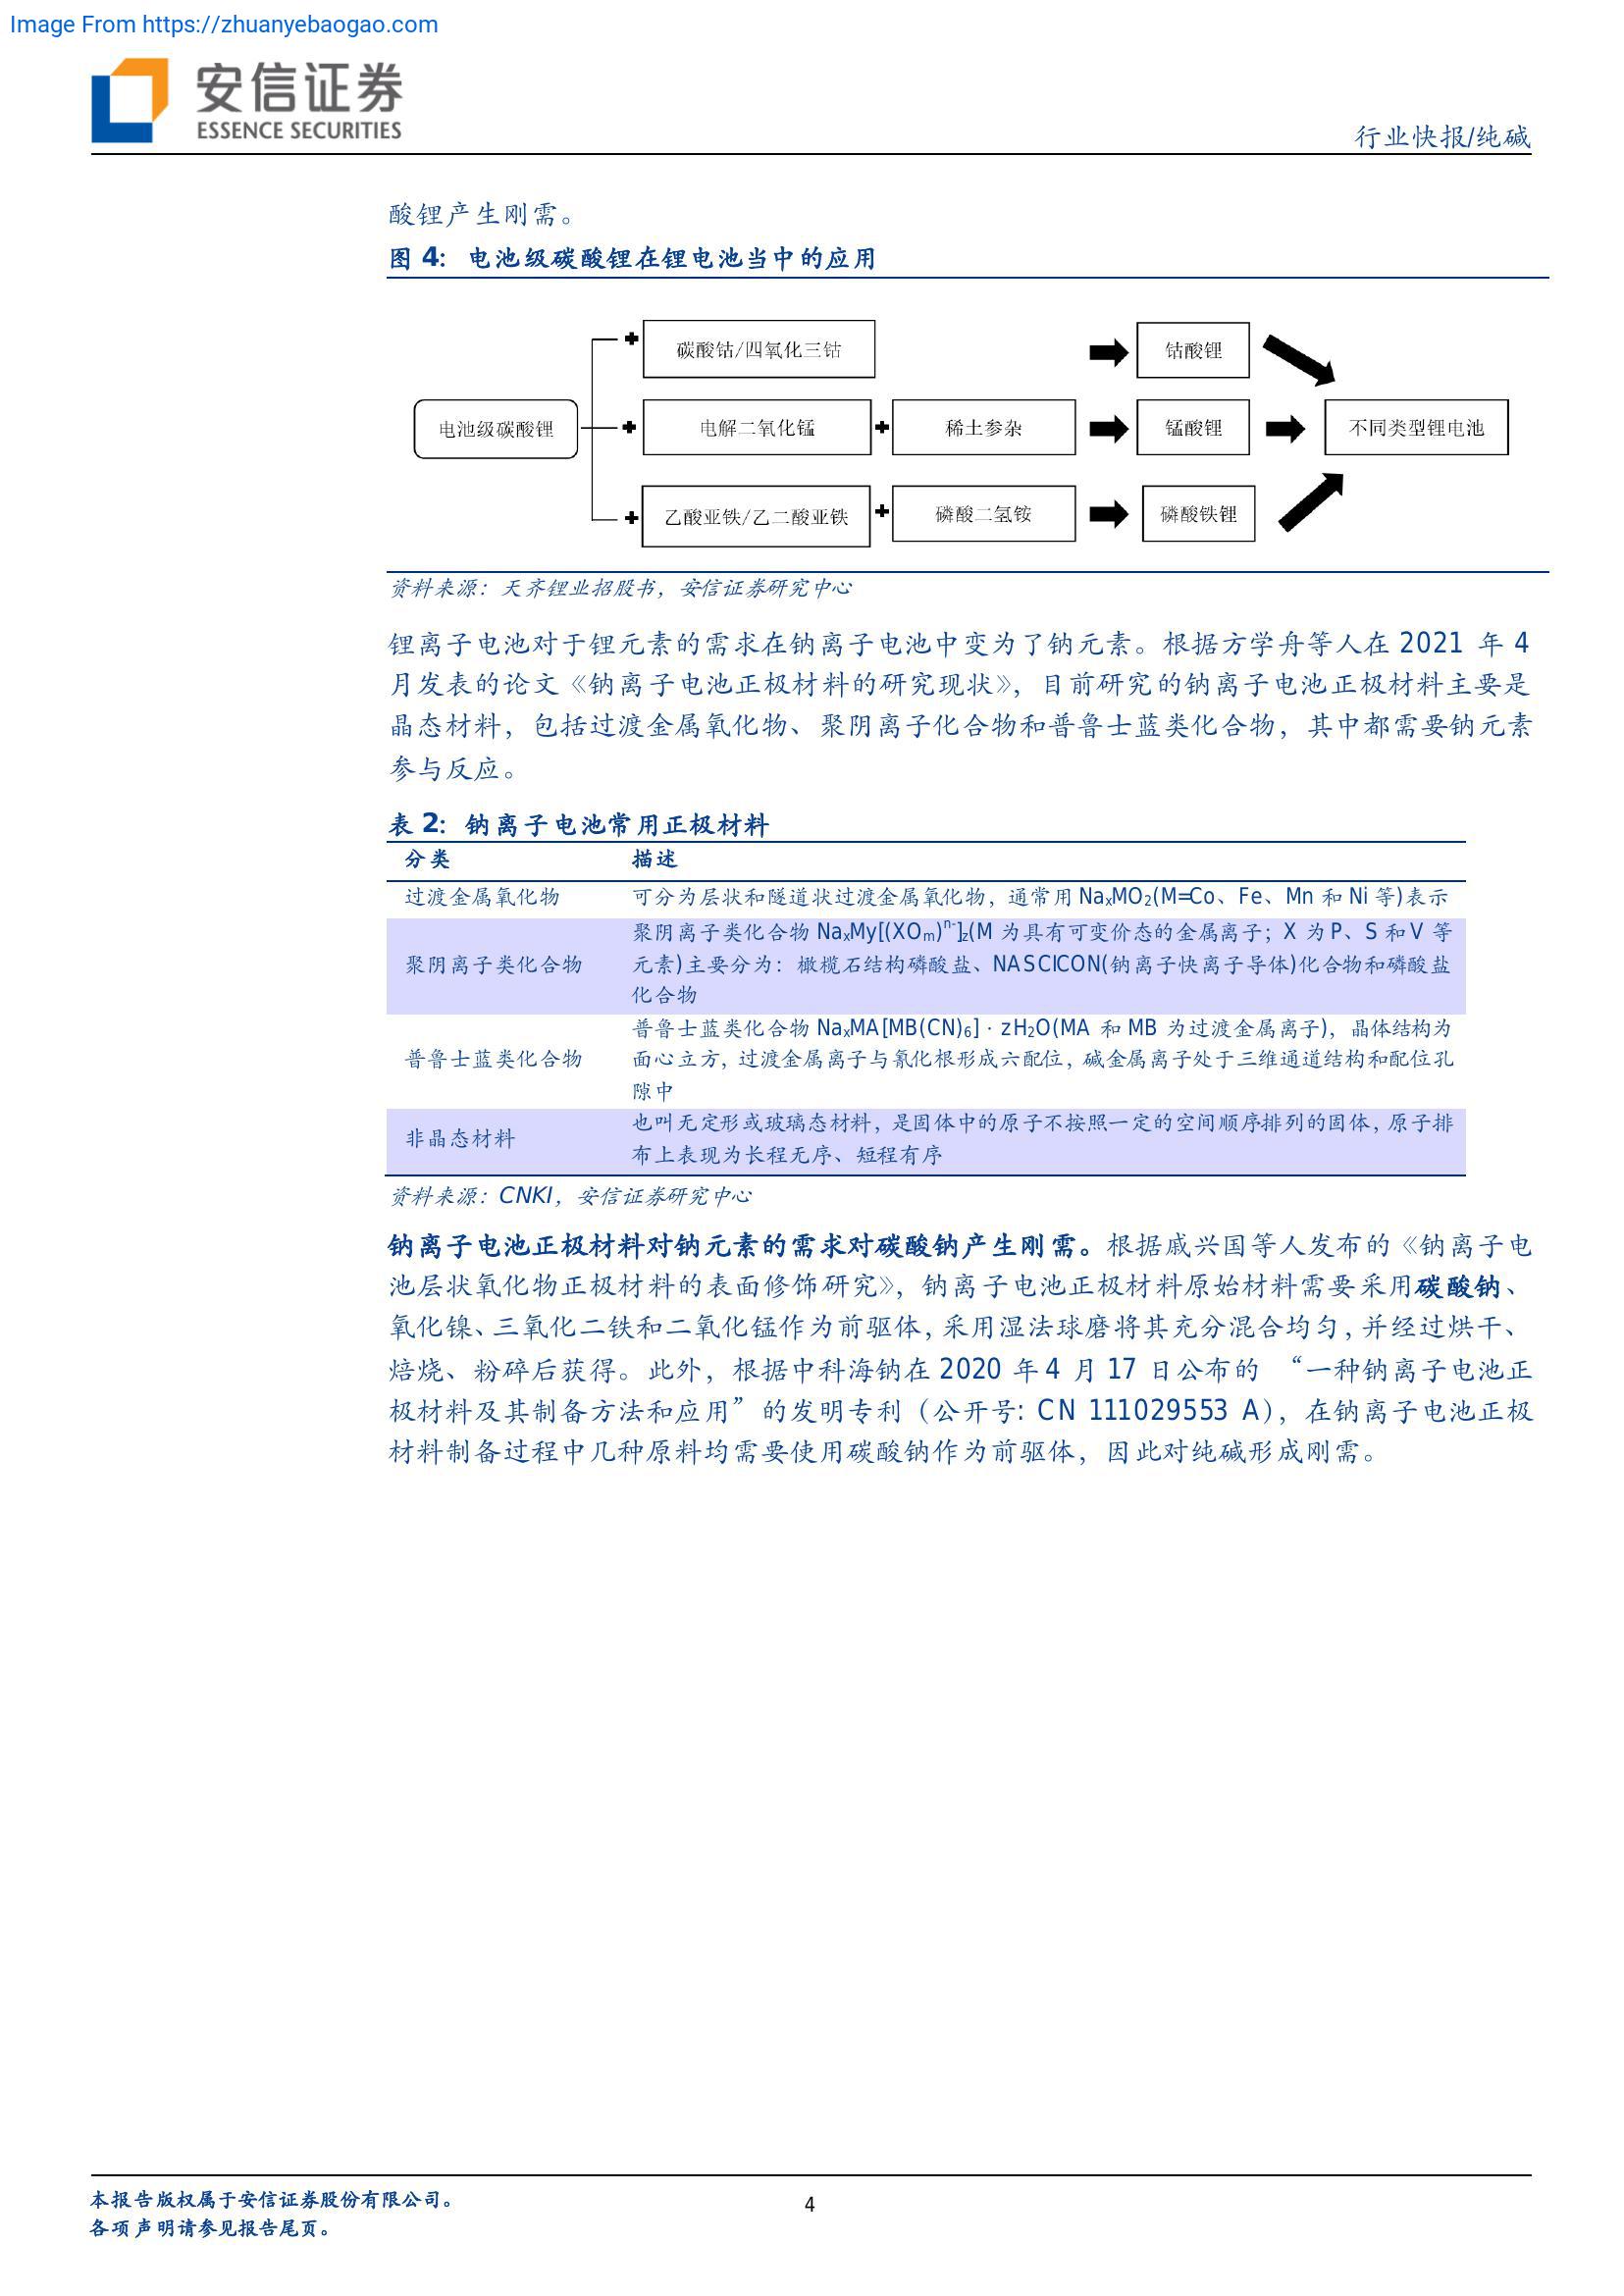 Image From https://zhuanyebaogao.com
安信证券
ESSENCE SECURITIES
行业快报/纯碱
酸锂产生刚需。
图 4：电池级碳酸锂在锂电池当中的应用
碳酸钴/四氧化三钴
钴酸锂
电池级碳酸锂
电解二氧化锰
稀土参杂
锰酸锂
不同类型锂电池
乙酸亚铁/乙二酸亚铁
磷酸二氢铵
磷酸铁锂
资料来源：天齐锂业招股书，安信证券研究中心
锂离子电池对于锂元素的需求在钠离子电池中变为了钠元素。根据方学舟等人在 2021 年 4
月发表的论文《钠离子电池正极材料的研究现状》，目前研究的钠离子电池正极材料主要是
晶态材料，包括过渡金属氧化物、聚阴离子化合物和普鲁士蓝类化合物，其中都需要钠元素
参与反应。
表 2：钠离子电池常用正极材料
分类 描述
过渡金属氧化物 可分为层状和隧道状过渡金属氧化物，通常用 NaxMO2(M=Co、Fe、Mn 和 Ni 等)表示
聚阴离子类化合物
聚阴离子类化合物 NaxMy[(XOm)n-]z(M 为具有可变价态的金属离子；X 为 P、S 和 V 等
元素)主要分为：橄榄石结构磷酸盐、NASCICON(钠离子快离子导体)化合物和磷酸盐
化合物
普鲁士蓝类化合物
普鲁士蓝类化合物 NaxMA[MB(CN)6]·zH2O(MA 和 MB 为过渡金属离子)，晶体结构为
面心立方，过渡金属离子与氰化根形成六配位，碱金属离子处于三维通道结构和配位孔
隙中
非晶态材料
也叫无定形或玻璃态材料，是固体中的原子不按照一定的空间顺序排列的固体，原子排
布上表现为长程无序、短程有序
资料来源：CNKI，安信证券研究中心
钠离子电池正极材料对钠元素的需求对碳酸钠产生刚需。根据戚兴国等人发布的《钠离子电
池层状氧化物正极材料的表面修饰研究》，钠离子电池正极材料原始材料需要采用碳酸钠、
氧化镍、三氧化二铁和二氧化锰作为前驱体，采用湿法球磨将其充分混合均匀，并经过烘干、
焙烧、粉碎后获得。此外，根据中科海钠在 2020 年 4 月 17 日公布的 “一种钠离子电池正
极材料及其制备方法和应用”的发明专利（公开号：CN 111029553 A），在钠离子电池正极
材料制备过程中几种原料均需要使用碳酸钠作为前驱体，因此对纯碱形成刚需。
本报告版权属于安信证券股份有限公司。
4
各项声明请参见报告尾页。